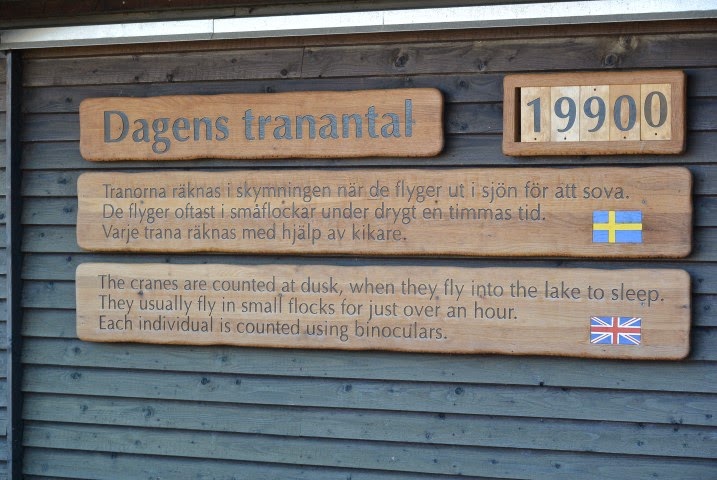 Dagens tranantal
19900
Tranorna räknas i skymningen när de flyger ut i sjön för att sova.
De flyger oftast i småflockar under drygt en timmas tid.
Varje trana räknas med hjälp av kikare.
The cranes are counted at dusk, when they fly into the lake to sleep.
They usually fly in small flocks for just over an hour.
Each individual is counted using binoculars.